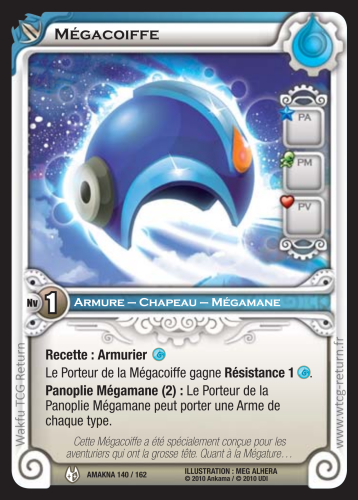 Mégacoiffe
PA
PM
PV
Nv 1 Armure – Chapeau – Mégamane
Recette : Armurier
Le Porteur de la Mégacoiffe gagne Résistance 1 .
Panoplie Mégamane (2) : Le Porteur de la
Panoplie Mégamane peut porter une Arme de
chaque type.
Cette Mégacoiffe a été spécialement conçue pour les
aventuriers qui ont la grosse tête. Quant à la Mégature…
AMAKNA 140 / 162
ILLUSTRATION : MEG ALHERA
© 2010 Ankama / © 2010 UDI
Wakfu TCG Return
www.wtcg-return.fr